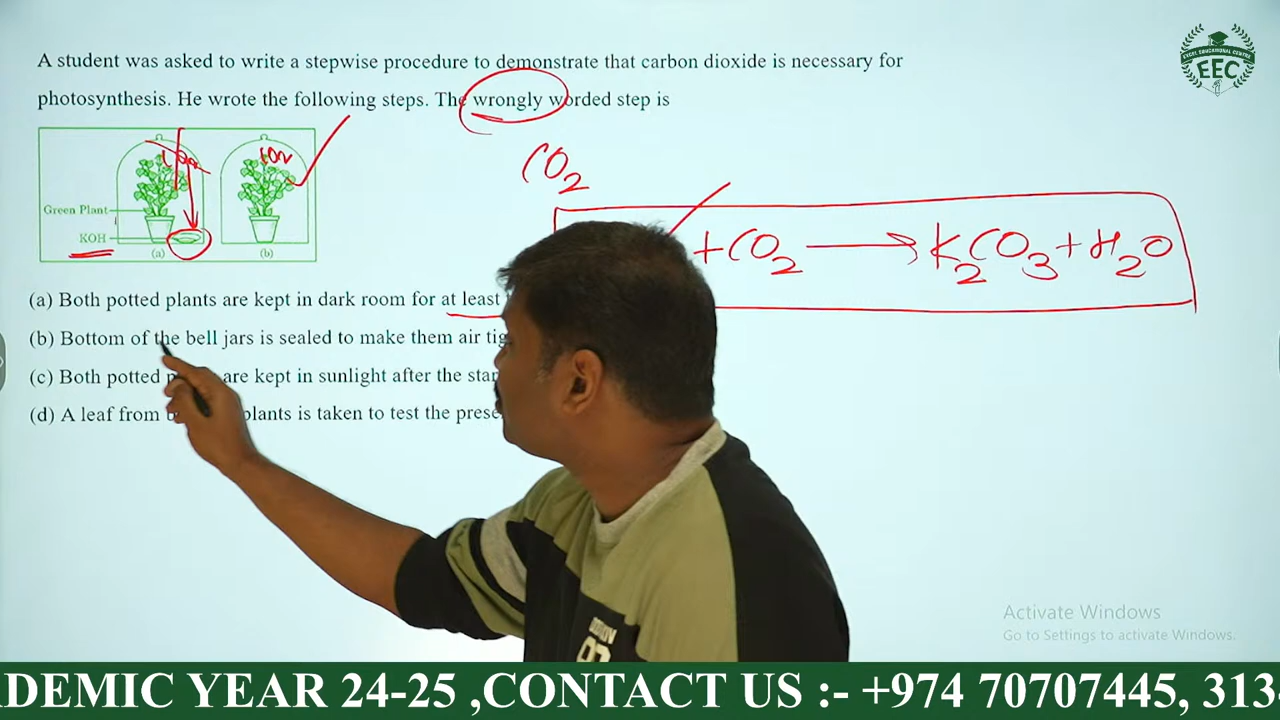 EXCEL EDUCATIONAL CENTRE
EEC
A student was asked to write a stepwise procedure to demonstrate that carbon dioxide is necessary for
photosynthesis. He wrote the following steps. The wrongly worded step is
CO2
CO2
Green Plant
KOH
(a)
(b)
+CO2 → K2CO3+H2O
(a) Both potted plants are kept in dark room for at least
(b) Bottom of the bell jars is sealed to make them air
(c) Both potted are kept in sunlight after the
(d) A leaf from plants is taken to test the
Activate Windows
Go to Settings to activate Windows.
YEAR 24-25 ,CONTACT US :- +974 70707445, 313